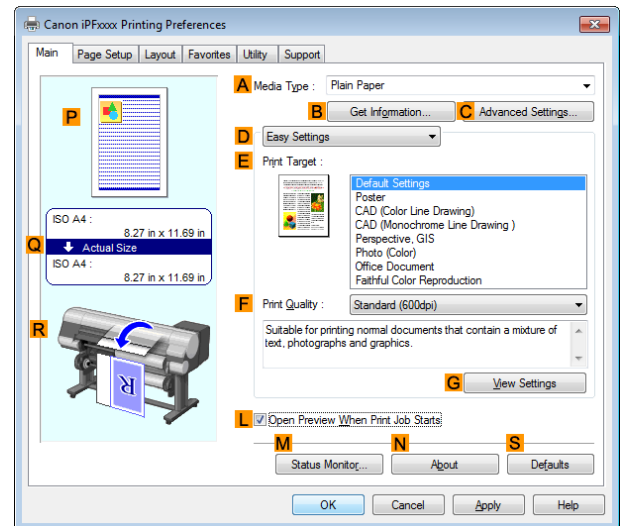 Canon iPFxxxx Printing Preferences
Main Page Setup Layout Favorites Utility Support
A Media Type : Plain Paper
B Get Information... C Advanced Settings...
D Easy Settings
E Print Target :
Default Settings
Poster
CAD (Color Line Drawing)
CAD (Monochrome Line Drawing )
Perspective, GIS
Photo (Color)
Office Document
Faithful Color Reproduction
F Print Quality : Standard (600dpi)
Suitable for printing normal documents that contain a mixture of
text, photographs and graphics.
G View Settings
P
Q
ISO A4 :
8.27 in x 11.69 in
Actual Size
ISO A4 :
8.27 in x 11.69 in
R
R
L Open Preview When Print Job Starts
M N S
Status Monitor... About Defaults
OK Cancel Apply Help